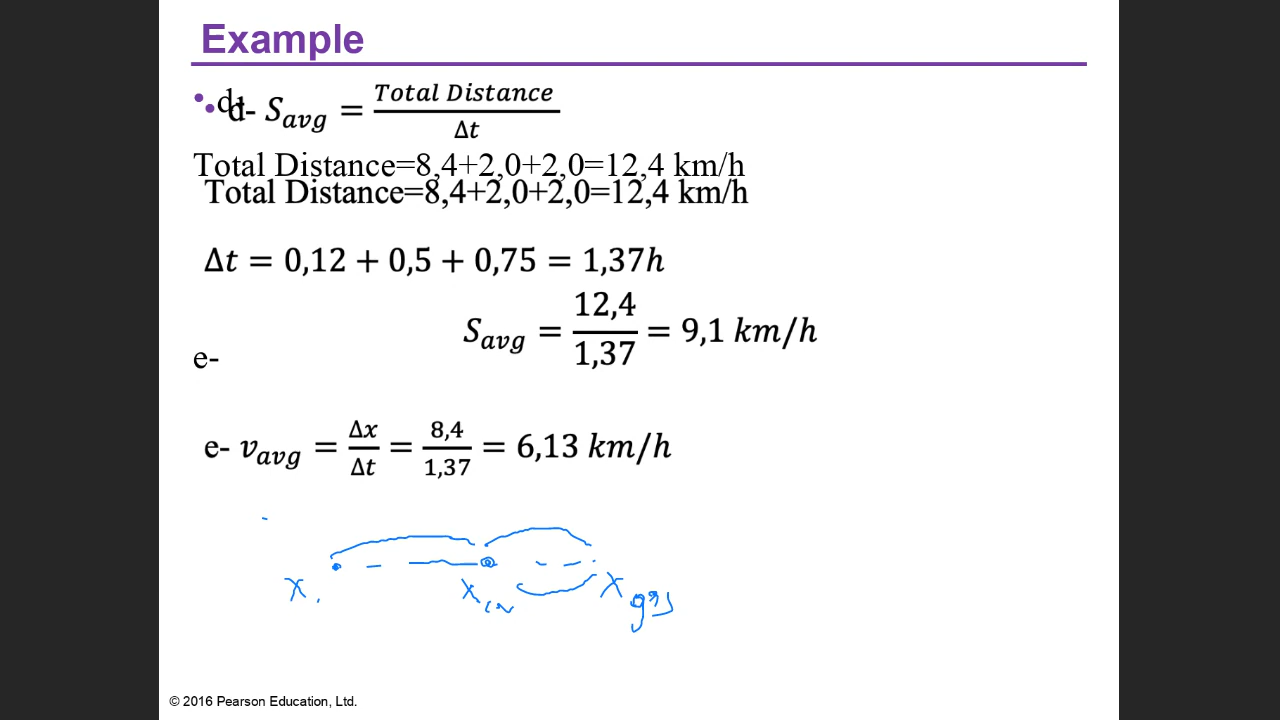 Example
d-
d- S_avg = Total Distance / Δt
Total Distance=8,4+2,0+2,0=12,4 km/h
Total Distance=8,4+2,0+2,0=12,4 km/h
Δt = 0,12 + 0,5 + 0,75 = 1,37h
S_avg = 12,4 / 1,37 = 9,1 km/h
e-
e- v_avg = Δx / Δt = 8,4 / 1,37 = 6,13 km/h
X X X gas
© 2016 Pearson Education, Ltd.